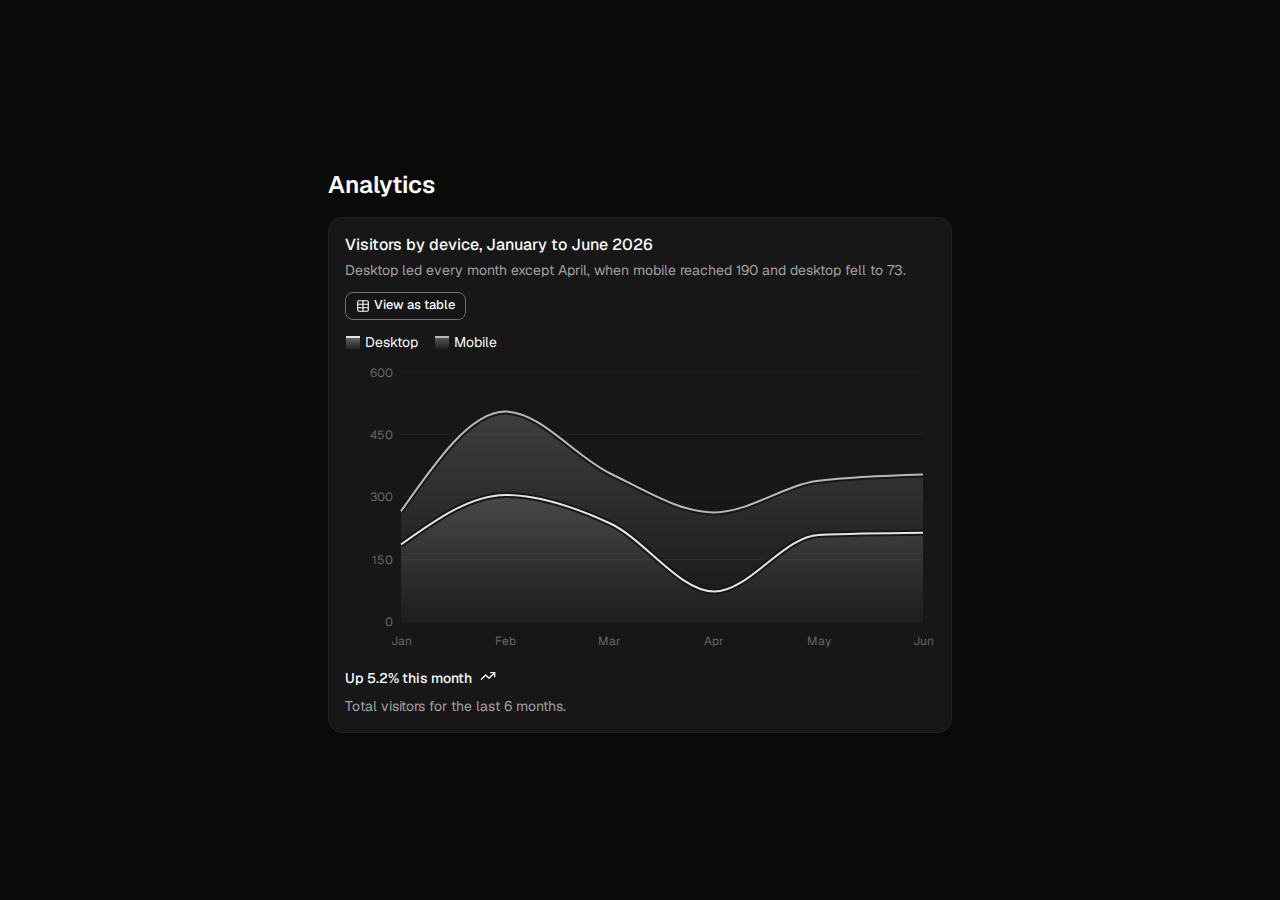 Analytics
Visitors by device, January to June 2026
Desktop led every month except April, when mobile reached 190 and desktop fell to 73.
View as table
Desktop Mobile
600
450
300
150
0
Jan Feb Mar Apr May Jun
Up 5.2% this month
Total visitors for the last 6 months.